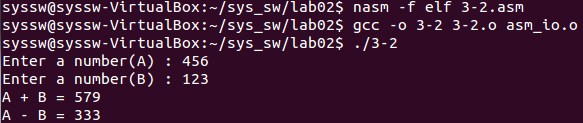 syssw@syssw-VirtualBox:~/sys_sw/lab02$ nasm -f elf 3-2.asm
syssw@syssw-VirtualBox:~/sys_sw/lab02$ gcc -o 3-2 3-2.o asm_io.o
syssw@syssw-VirtualBox:~/sys_sw/lab02$ ./3-2
Enter a number(A) : 456
Enter a number(B) : 123
A + B = 579
A - B = 333